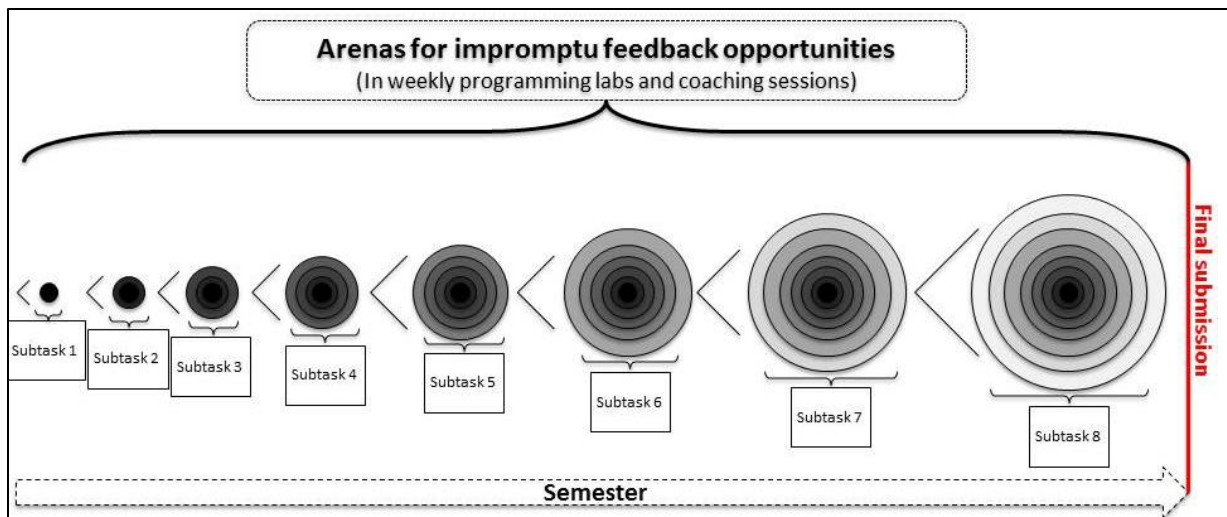 Arenas for impromptu feedback opportunities
(In weekly programming labs and coaching sessions)
Final submission
Subtask 1
Subtask 2
Subtask 3
Subtask 4
Subtask 5
Subtask 6
Subtask 7
Subtask 8
Semester